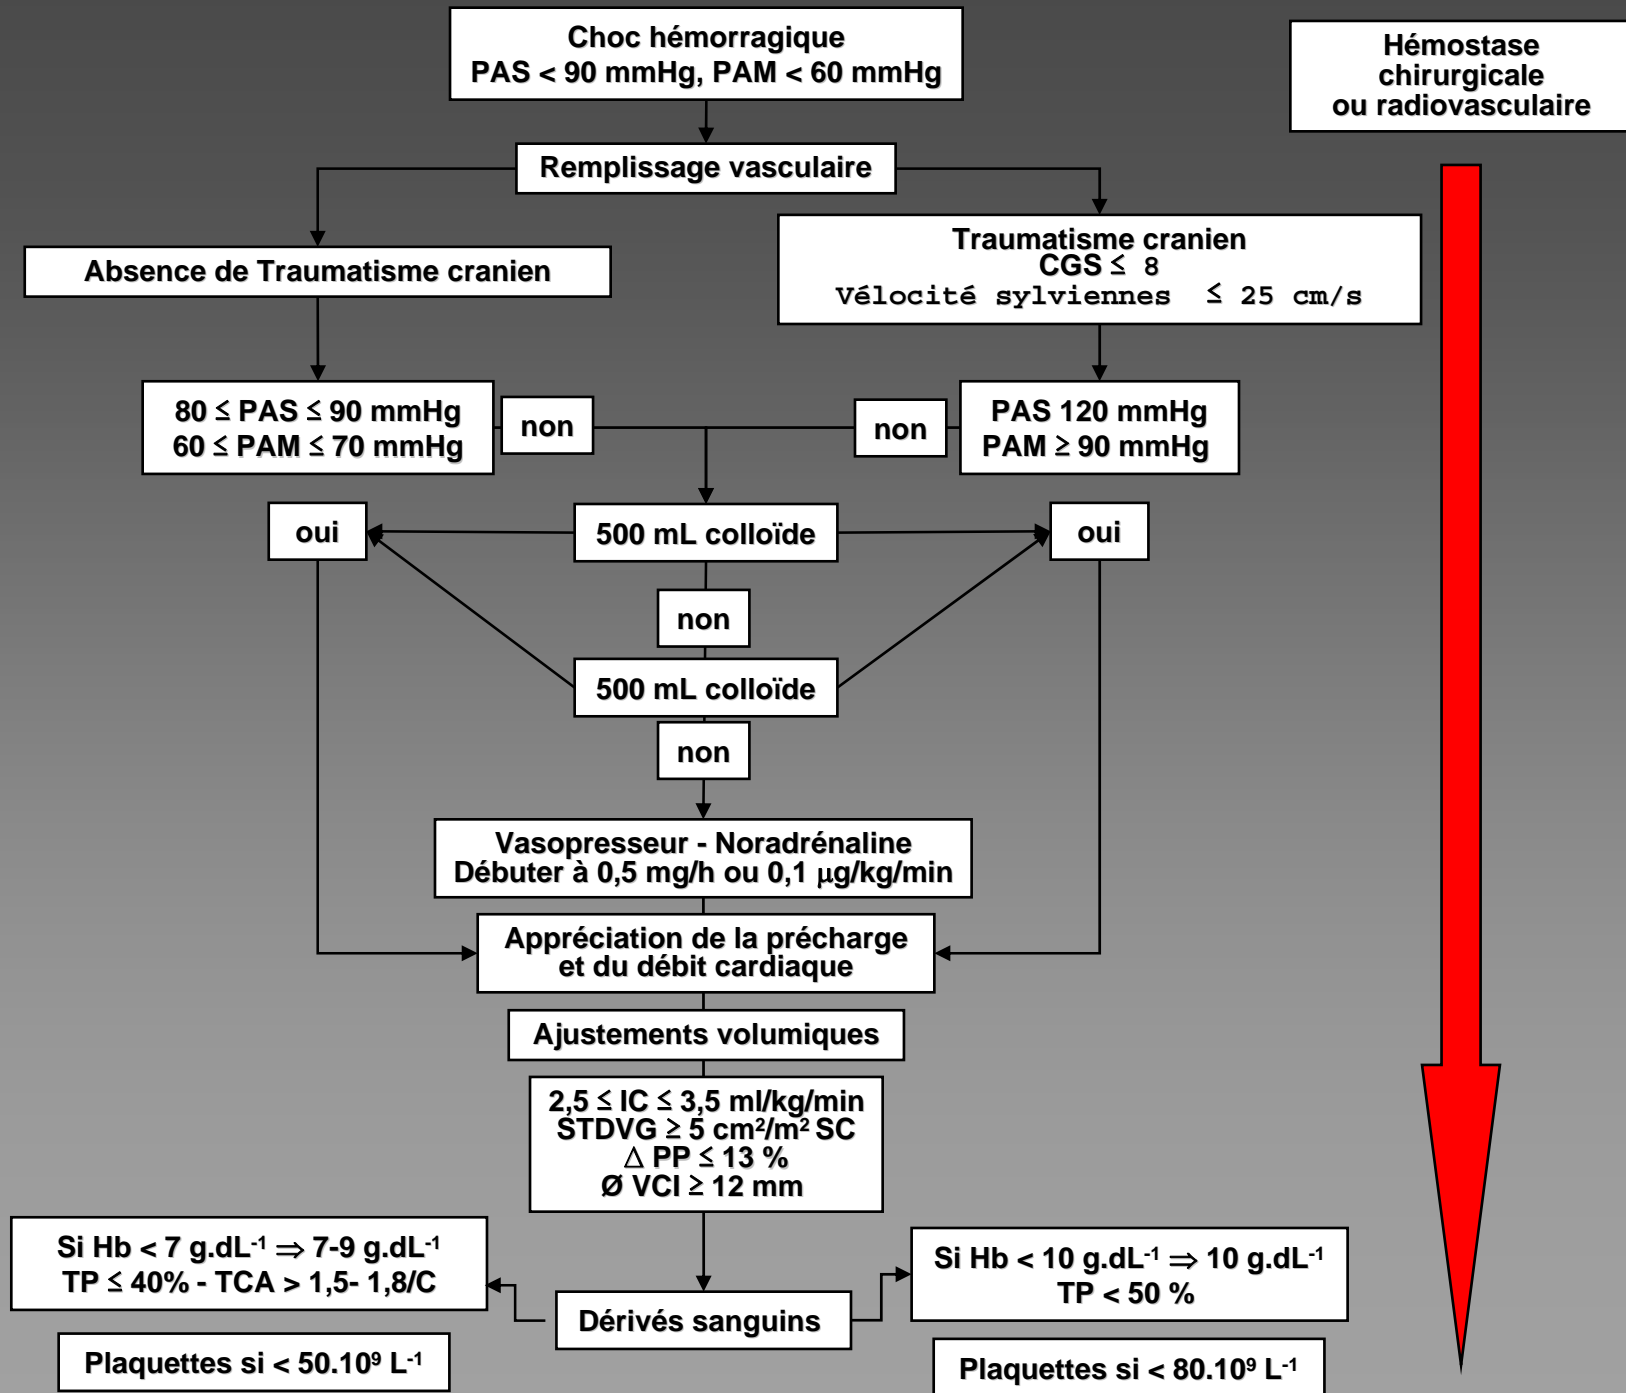 Choc hémorragique
PAS < 90 mmHg, PAM < 60 mmHg
Hémostase
chirurgicale
ou radiovasculaire
Remplissage vasculaire
Absence de Traumatisme cranien
Traumatisme cranien
CGS ≤ 8
Vélocité sylviennes ≤ 25 cm/s
80 ≤ PAS ≤ 90 mmHg
60 ≤ PAM ≤ 70 mmHg
non
non
PAS 120 mmHg
PAM ≥ 90 mmHg
oui
500 mL colloïde
oui
non
500 mL colloïde
non
Vasopresseur - Noradrénaline
Débuter à 0,5 mg/h ou 0,1 µg/kg/min
Appréciation de la précharge
et du débit cardiaque
Ajustements volumiques
2,5 ≤ IC ≤ 3,5 ml/kg/min
STDVG ≥ 5 cm²/m² SC
Δ PP ≤ 13 %
Ø VCI ≥ 12 mm
Si Hb < 7 g.dL⁻¹ ⇒ 7-9 g.dL⁻¹
TP ≤ 40% - TCA > 1,5- 1,8/C
Dérivés sanguins
Si Hb < 10 g.dL⁻¹ ⇒ 10 g.dL⁻¹
TP < 50 %
Plaquettes si < 50.10⁹ L⁻¹
Plaquettes si < 80.10⁹ L⁻¹